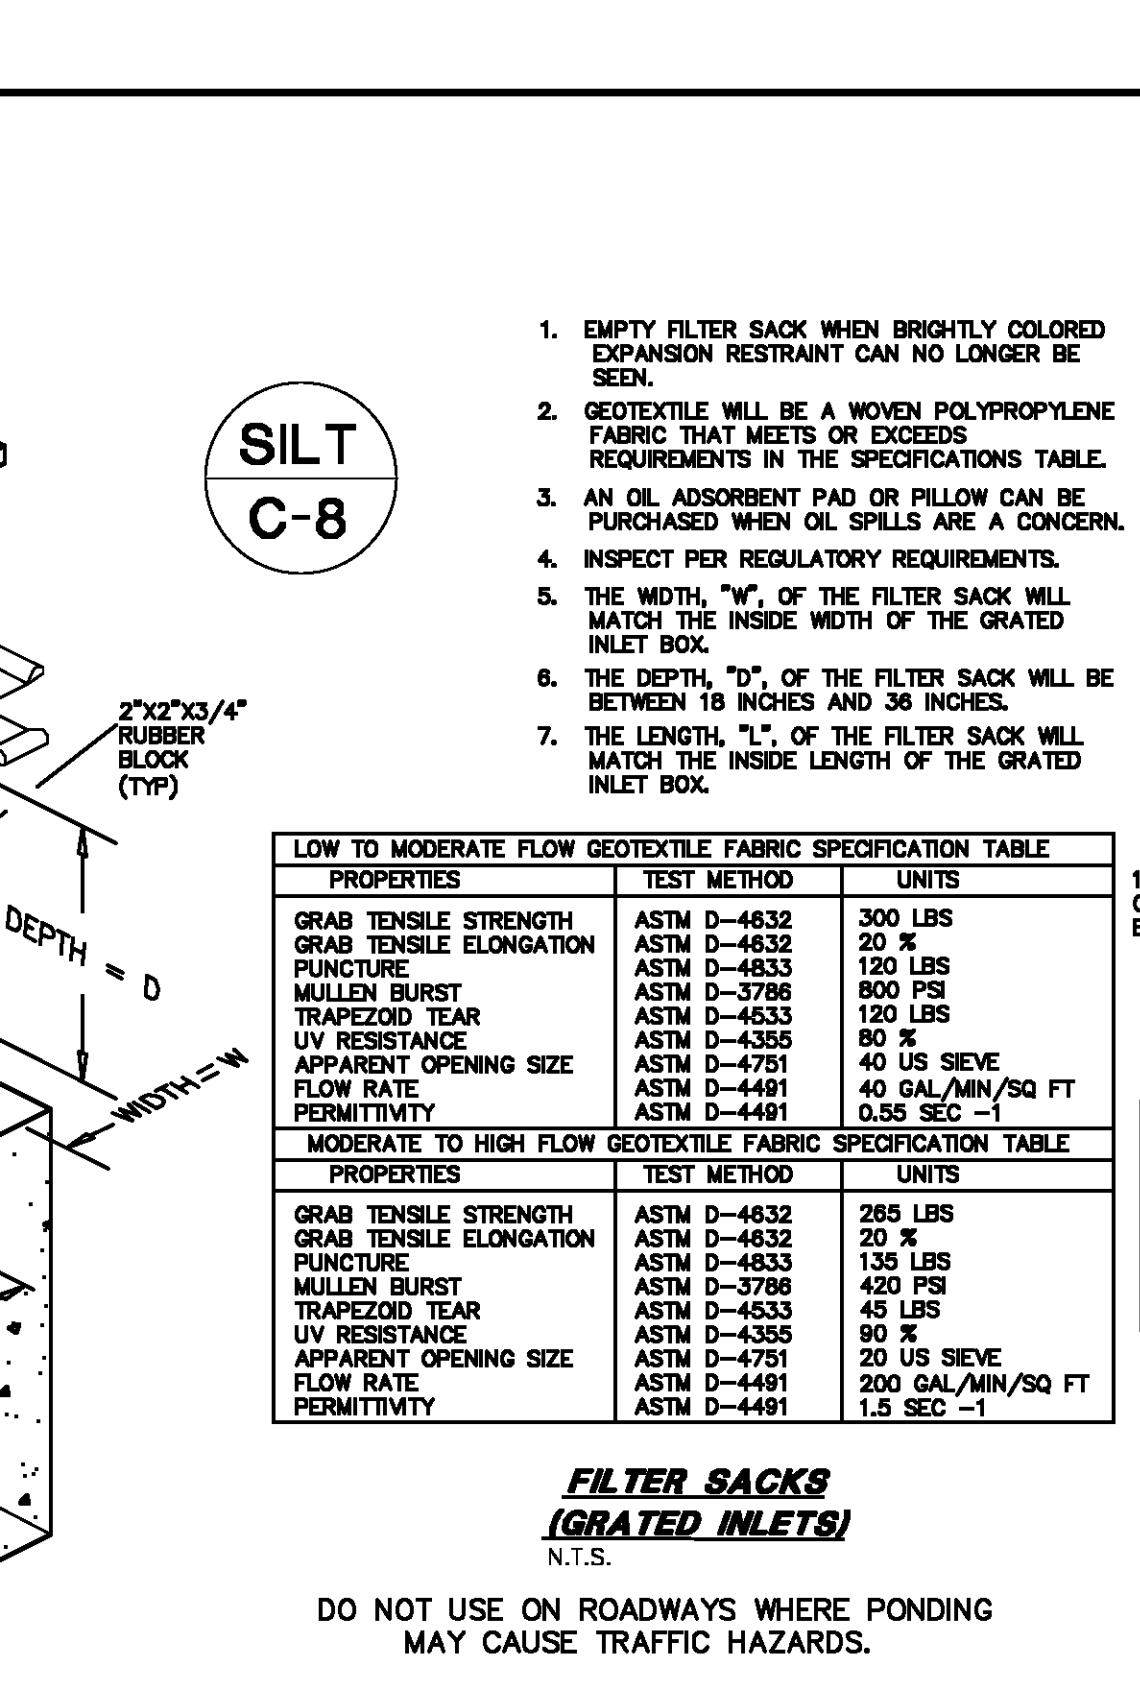 1. EMPTY FILTER SACK WHEN BRIGHTLY COLORED
EXPANSION RESTRAINT CAN NO LONGER BE
SEEN.
2. GEOTEXTILE WILL BE A WOVEN POLYPROPYLENE
FABRIC THAT MEETS OR EXCEEDS
REQUIREMENTS IN THE SPECIFICATIONS TABLE.
3. AN OIL ADSORBENT PAD OR PILLOW CAN BE
PURCHASED WHEN OIL SPILLS ARE A CONCERN.
4. INSPECT PER REGULATORY REQUIREMENTS.
5. THE WIDTH, "W", OF THE FILTER SACK WILL
MATCH THE INSIDE WIDTH OF THE GRATED
INLET BOX.
6. THE DEPTH, "D", OF THE FILTER SACK WILL BE
BETWEEN 18 INCHES AND 36 INCHES.
7. THE LENGTH, "L", OF THE FILTER SACK WILL
MATCH THE INSIDE LENGTH OF THE GRATED
INLET BOX.
SILT
C-8
2"X2"X3/4"
RUBBER
BLOCK
(TYP)
DEPTH = D
WIDTH = W
LOW TO MODERATE FLOW GEOTEXTILE FABRIC SPECIFICATION TABLE
PROPERTIES TEST METHOD UNITS
GRAB TENSILE STRENGTH ASTM D-4632 300 LBS
GRAB TENSILE ELONGATION ASTM D-4632 20 %
PUNCTURE ASTM D-4833 120 LBS
MULLEN BURST ASTM D-3786 800 PSI
TRAPEZOID TEAR ASTM D-4533 120 LBS
UV RESISTANCE ASTM D-4355 80 %
APPARENT OPENING SIZE ASTM D-4751 40 US SIEVE
FLOW RATE ASTM D-4491 40 GAL/MIN/SQ FT
PERMITTIVITY ASTM D-4491 0.55 SEC -1
MODERATE TO HIGH FLOW GEOTEXTILE FABRIC SPECIFICATION TABLE
PROPERTIES TEST METHOD UNITS
GRAB TENSILE STRENGTH ASTM D-4632 265 LBS
GRAB TENSILE ELONGATION ASTM D-4632 20 %
PUNCTURE ASTM D-4833 135 LBS
MULLEN BURST ASTM D-3786 420 PSI
TRAPEZOID TEAR ASTM D-4533 45 LBS
UV RESISTANCE ASTM D-4355 90 %
APPARENT OPENING SIZE ASTM D-4751 20 US SIEVE
FLOW RATE ASTM D-4491 200 GAL/MIN/SQ FT
PERMITTIVITY ASTM D-4491 1.5 SEC -1
FILTER SACKS
(GRATED INLETS)
N.T.S.
DO NOT USE ON ROADWAYS WHERE PONDING
MAY CAUSE TRAFFIC HAZARDS.